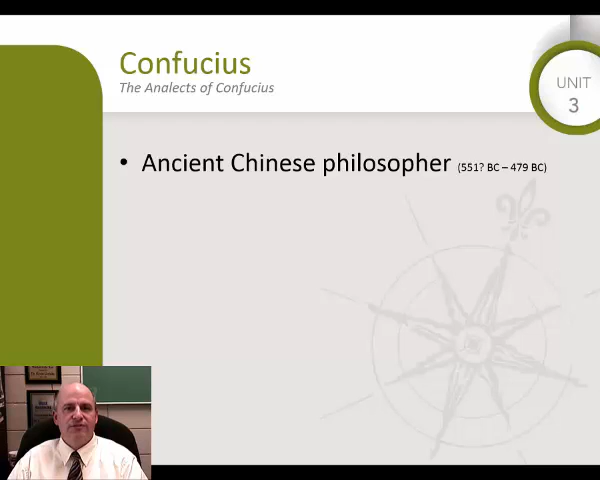 Confucius
The Analects of Confucius
UNIT
3
• Ancient Chinese philosopher (551? BC – 479 BC)